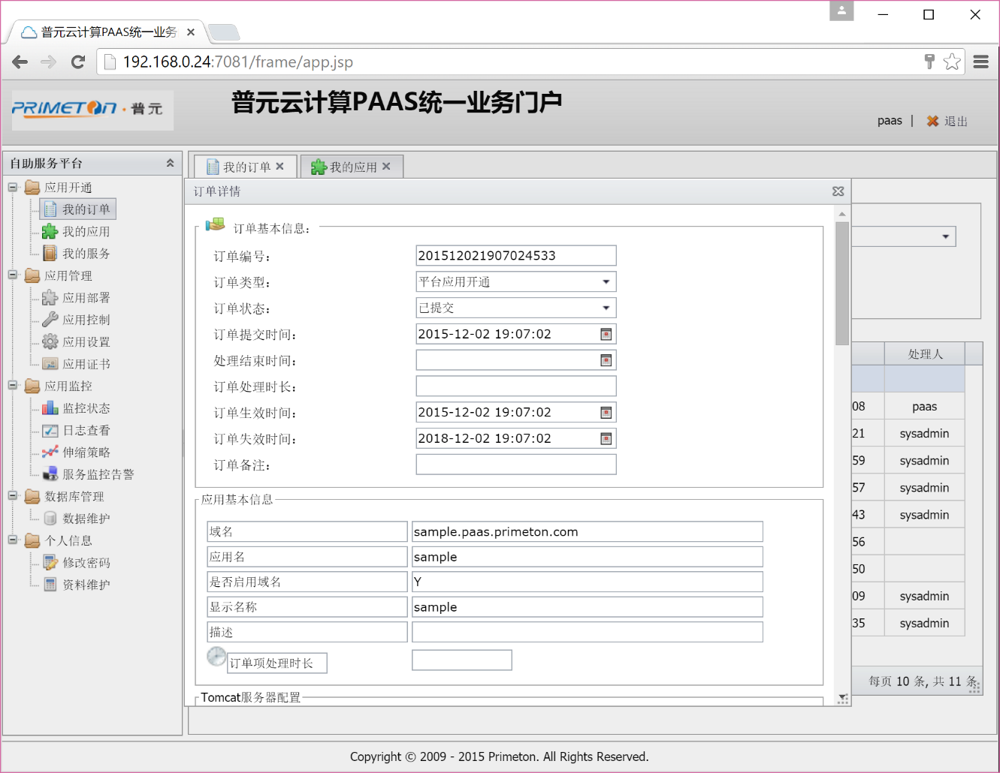 普元云计算PAAS统一业务
192.168.0.24:7081/frame/app.jsp
PRIMETON·普元
普元云计算PAAS统一业务门户
paas | 退出
自助服务平台
应用开通
我的订单
我的应用
我的服务
应用管理
应用部署
应用控制
应用设置
应用证书
应用监控
监控状态
日志查看
伸缩策略
服务监控告警
数据库管理
数据维护
个人信息
修改密码
资料维护
我的订单
我的应用
订单详情
订单基本信息:
订单编号: 201512021907024533
订单类型: 平台应用开通
订单状态: 已提交
订单提交时间: 2015-12-02 19:07:02
处理结束时间:
订单处理时长:
订单生效时间: 2015-12-02 19:07:02
订单失效时间: 2018-12-02 19:07:02
订单备注:
应用基本信息
域名 sample.paas.primeton.com
应用名 sample
是否启用域名 Y
显示名称 sample
描述
订单项处理时长
Tomcat服务器配置
处理人
08 paas
21 sysadmin
59 sysadmin
57 sysadmin
43 sysadmin
56
50
09 sysadmin
35 sysadmin
每页 10 条, 共 11 条
Copyright © 2009 - 2015 Primeton. All Rights Reserved.